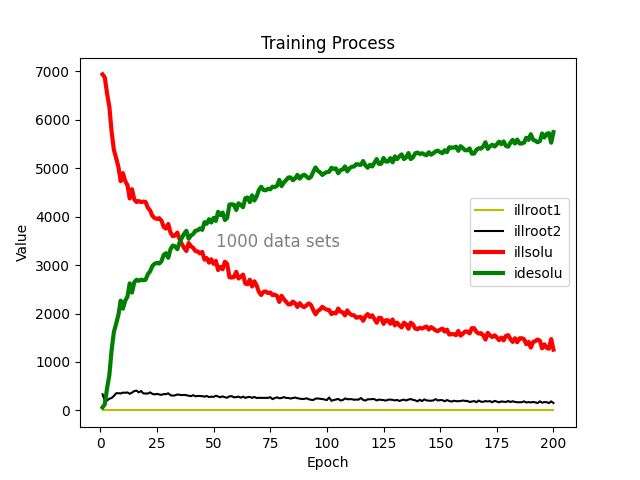 Training Process
Value
7000
6000
5000
4000
3000
2000
1000
0
1000 data sets
illroot1
illroot2
illsolu
idesolu
0 25 50 75 100 125 150 175 200
Epoch